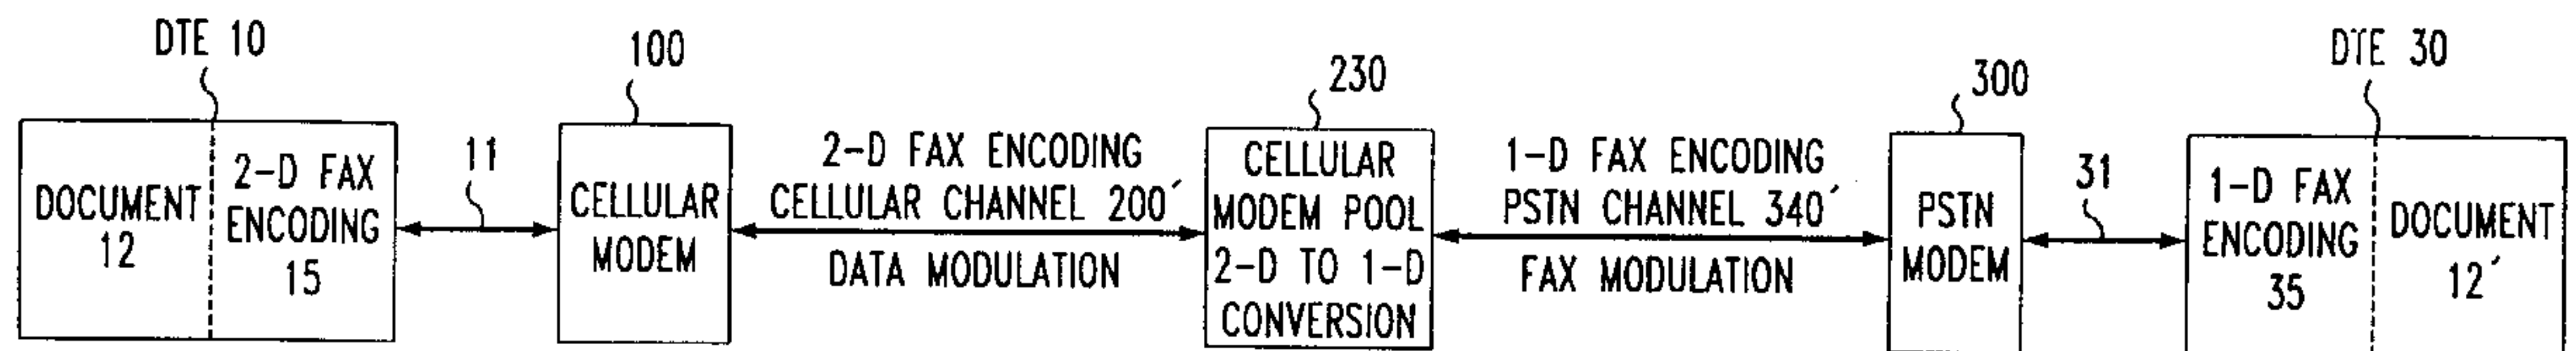 DTE 10
DOCUMENT
12
2-D FAX
ENCODING
15
11
100
CELLULAR
MODEM
2-D FAX ENCODING
CELLULAR CHANNEL 200´
DATA MODULATION
230
CELLULAR
MODEM POOL
2-D TO 1-D
CONVERSION
1-D FAX ENCODING
PSTN CHANNEL 340´
FAX MODULATION
300
PSTN
MODEM
31
DTE 30
1-D FAX
ENCODING
35
DOCUMENT
12´